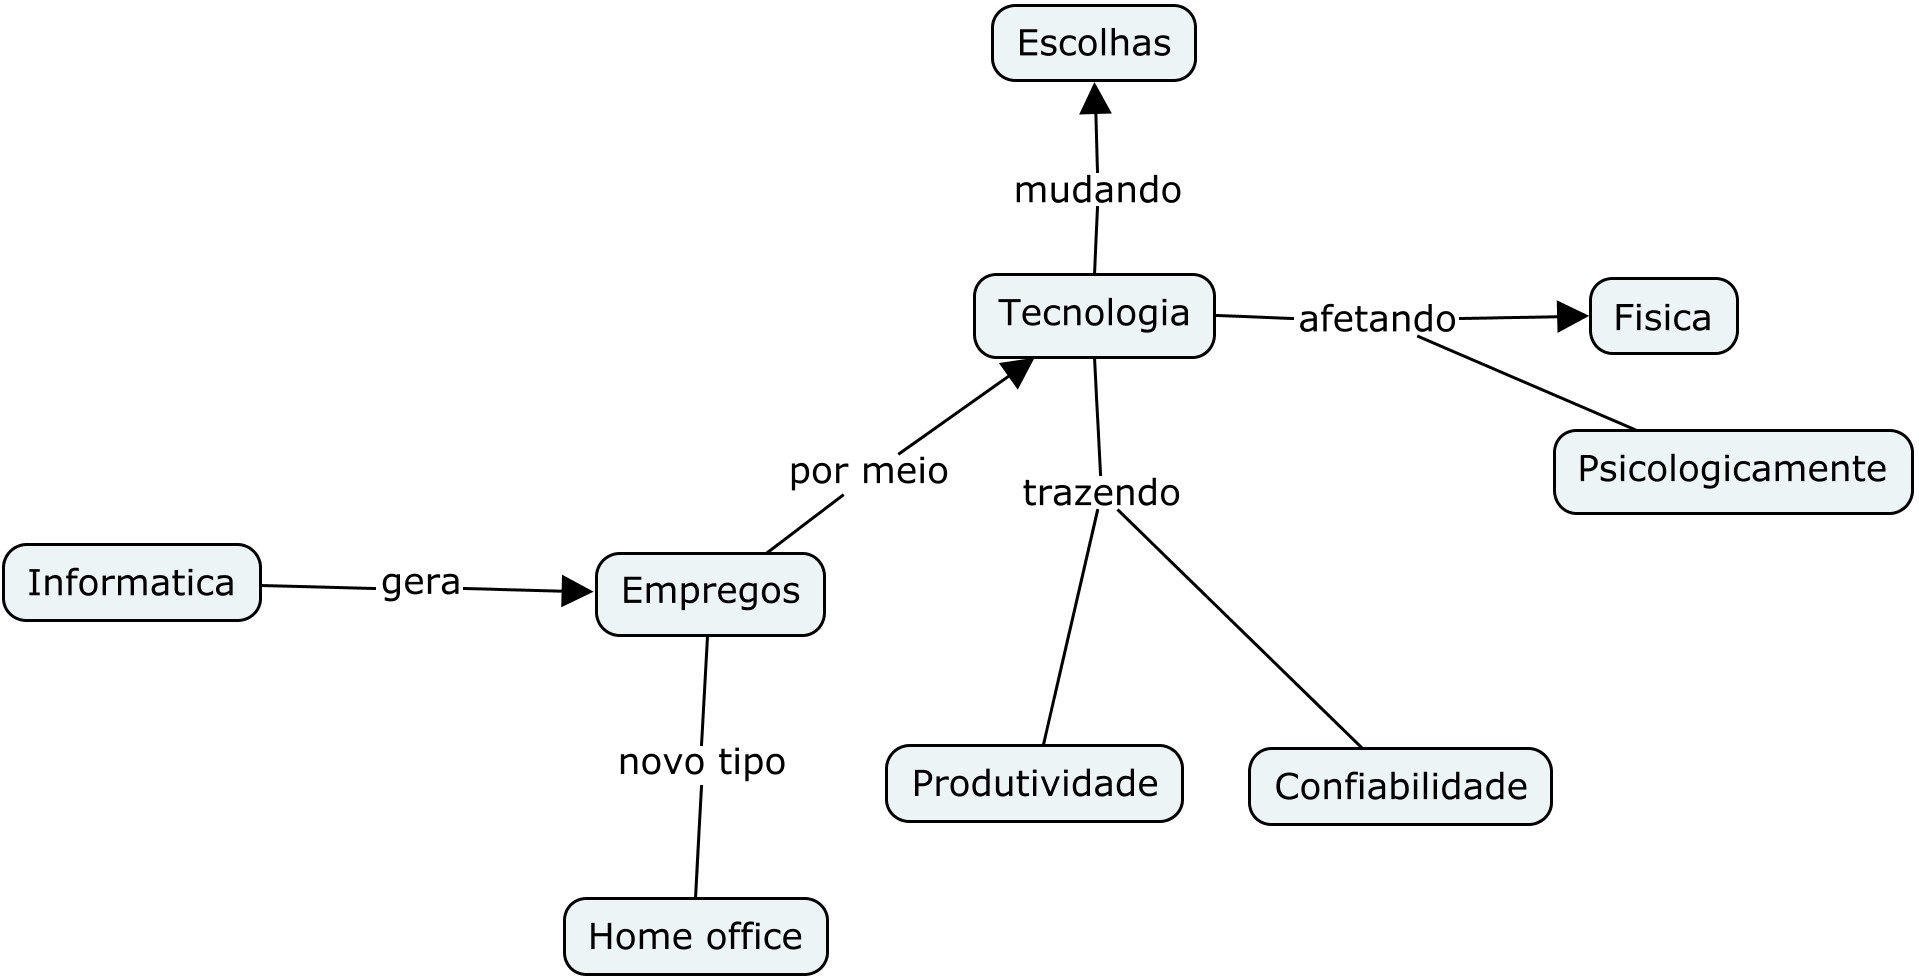 Escolhas
mudando
Tecnologia
afetando
Fisica
Psicologicamente
por meio
trazendo
Informatica
gera
Empregos
novo tipo
Produtividade
Confiabilidade
Home office